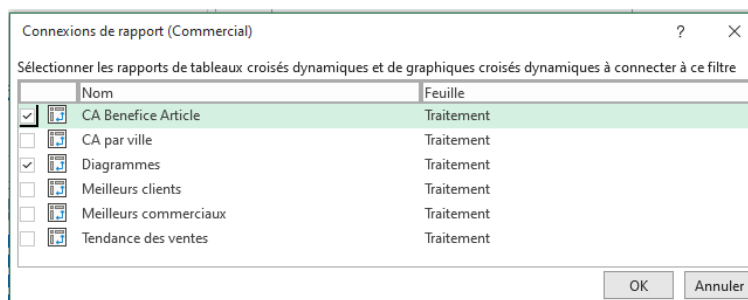 Connexions de rapport (Commercial) ? ×
Sélectionner les rapports de tableaux croisés dynamiques et de graphiques croisés dynamiques à connecter à ce filtre
Nom Feuille
CA Benefice Article Traitement
CA par ville Traitement
Diagrammes Traitement
Meilleurs clients Traitement
Meilleurs commerciaux Traitement
Tendance des ventes Traitement
OK Annuler